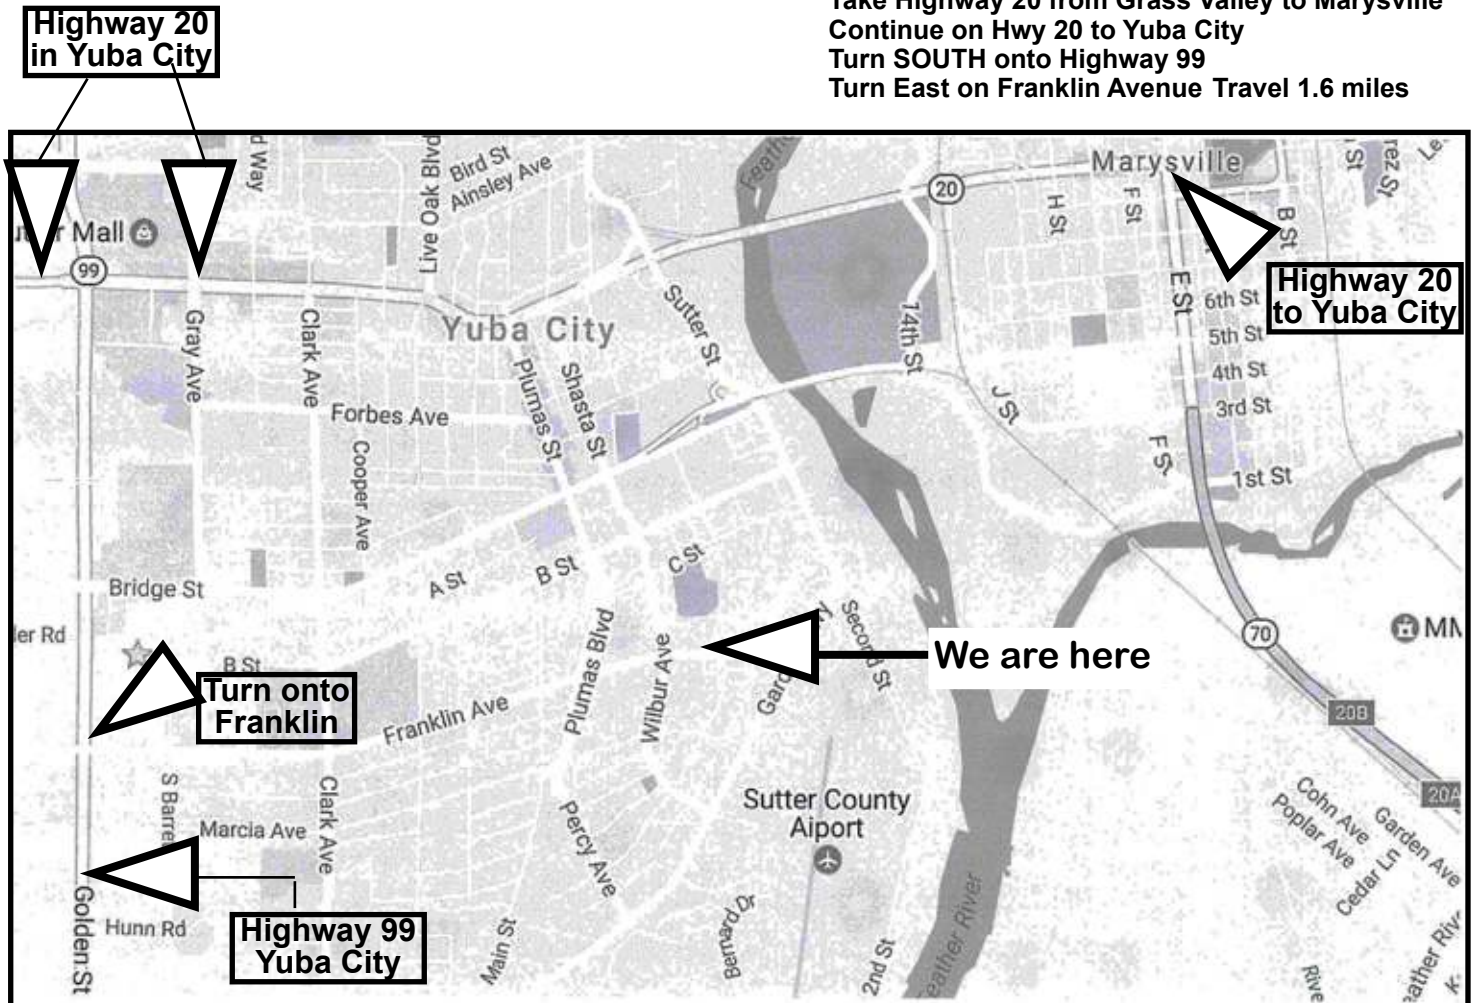 Take Highway 20 from Grass Valley to Marysville
Continue on Hwy 20 to Yuba City
Turn SOUTH onto Highway 99
Turn East on Franklin Avenue Travel 1.6 miles
Highway 20
in Yuba City
Marysville
Highway 20
to Yuba City
Live Oak Blvd
Bird St
Ainsley Ave
Way
Mall
99
20
H St
F St
B St
St
E St
6th St
5th St
4th St
3rd St
1st St
F St
J St
14th St
Sutter St
Yuba City
Gray Ave
Clark Ave
Forbes Ave
Cooper Ave
Plumas St
Shasta St
Bridge St
A St
B St
C St
B St
Turn onto
Franklin
Franklin Ave
Plumas Blvd
Wilbur Ave
Second St
We are here
70
20B
20A
Sutter County
Aiport
Marcia Ave
Clark Ave
Percy Ave
Hunn Rd
Golden St
Highway 99
Yuba City
Main St
Bernard Dr
2nd St
Feather River
Cohn Ave
Poplar Ave
Garden Ave
Cedar Ln